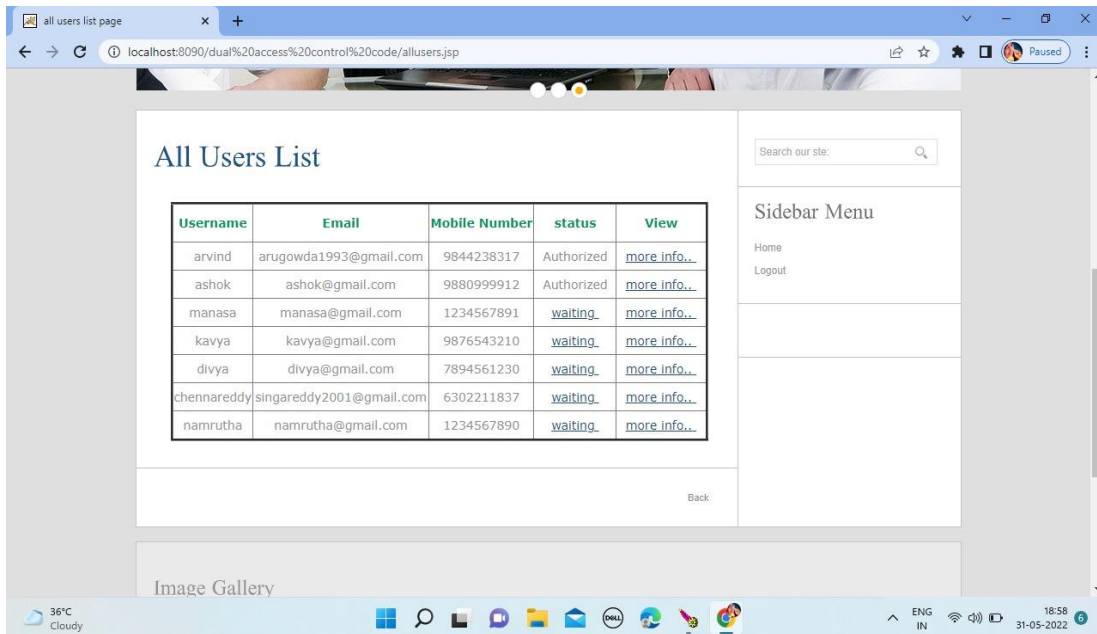 all users list page
localhost:8090/dual%20access%20control%20code/allusers.jsp
Paused
All Users List
Username Email Mobile Number status View
arvind arugowda1993@gmail.com 9844238317 Authorized more info..
ashok ashok@gmail.com 9880999912 Authorized more info..
manasa manasa@gmail.com 1234567891 waiting more info..
kavya kavya@gmail.com 9876543210 waiting more info..
divya divya@gmail.com 7894561230 waiting more info..
chennareddy singareddy2001@gmail.com 6302211837 waiting more info..
namrutha namrutha@gmail.com 1234567890 waiting more info..
Back
Search our ste:
Sidebar Menu
Home
Logout
Image Gallery
36°C
Cloudy
DELL
ENG
IN
18:58
31-05-2022
6